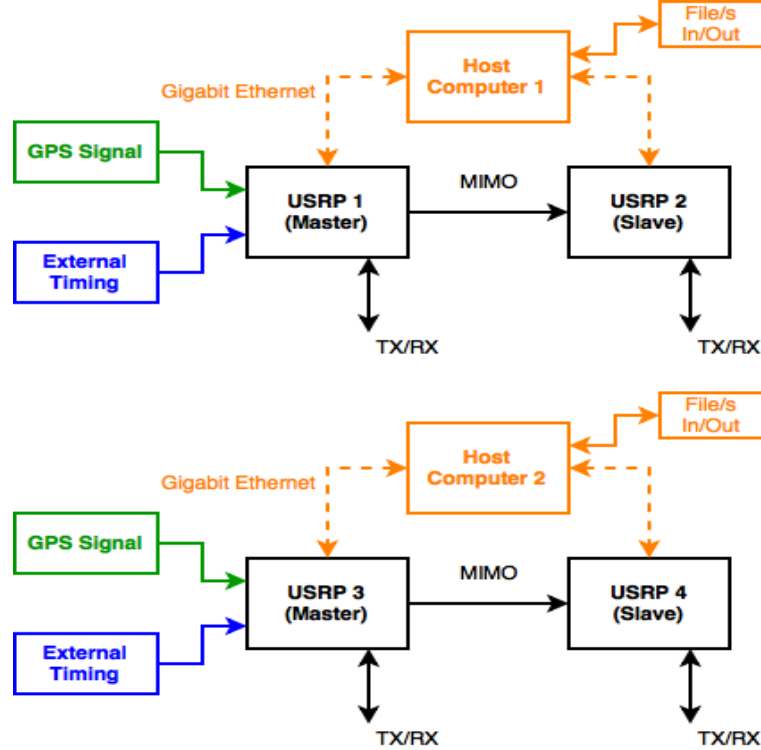 File/s
In/Out
Host
Computer 1
Gigabit Ethernet
GPS Signal
MIMO
USRP 1
(Master)
USRP 2
(Slave)
External
Timing
TX/RX
TX/RX
File/s
In/Out
Host
Computer 2
Gigabit Ethernet
GPS Signal
MIMO
USRP 3
(Master)
USRP 4
(Slave)
External
Timing
TX/RX
TX/RX